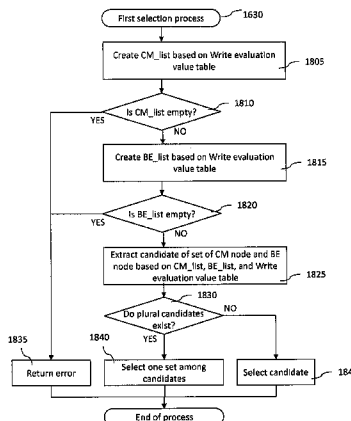 First selection process
1630
Create CM_list based on Write evaluation
value table
1805
Is CM_list empty?
1810
YES
NO
Create BE_list based on Write evaluation
value table
1815
Is BE_list empty?
1820
YES
NO
Extract candidate of set of CM node and BE
node based on CM_list, BE_list, and Write
evaluation value table
1825
1830
Do plural candidates
exist?
NO
YES
1835
1840
Return error
Select one set among
candidates
Select candidate
End of process